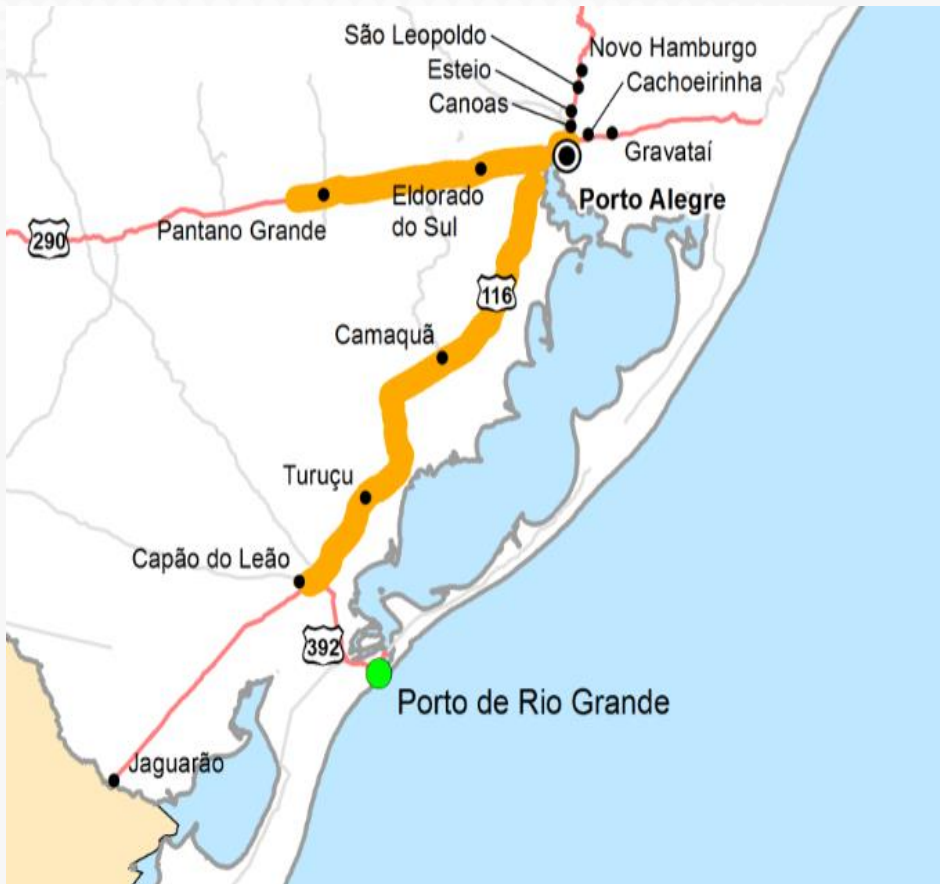 São Leopoldo
Novo Hamburgo
Esteio
Cachoeirinha
Canoas
Gravataí
Eldorado
do Sul
Porto Alegre
Pantano Grande
290
116
Camaquã
Turuçu
Capão do Leão
392
Porto de Rio Grande
Jaguarão